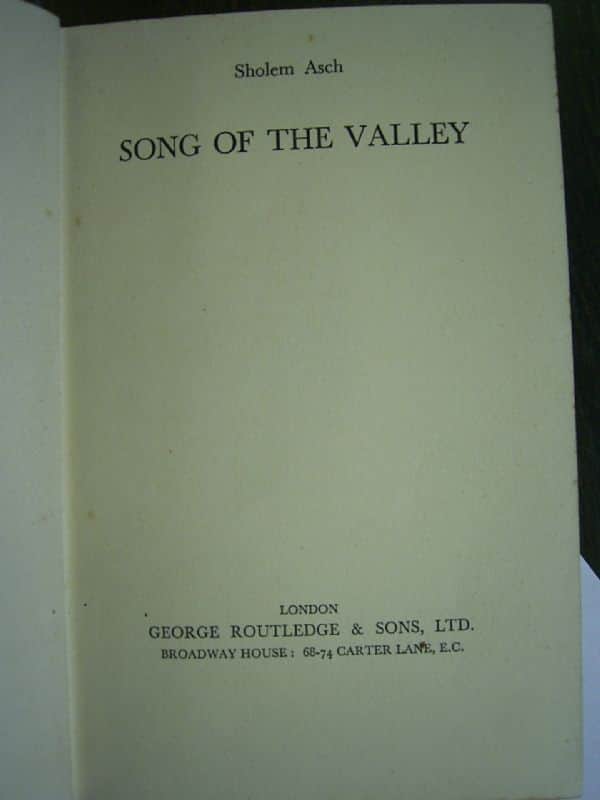 Sholem Asch
SONG OF THE VALLEY
LONDON
GEORGE ROUTLEDGE & SONS, LTD.
BROADWAY HOUSE: 68-74 CARTER LANE, E.C.